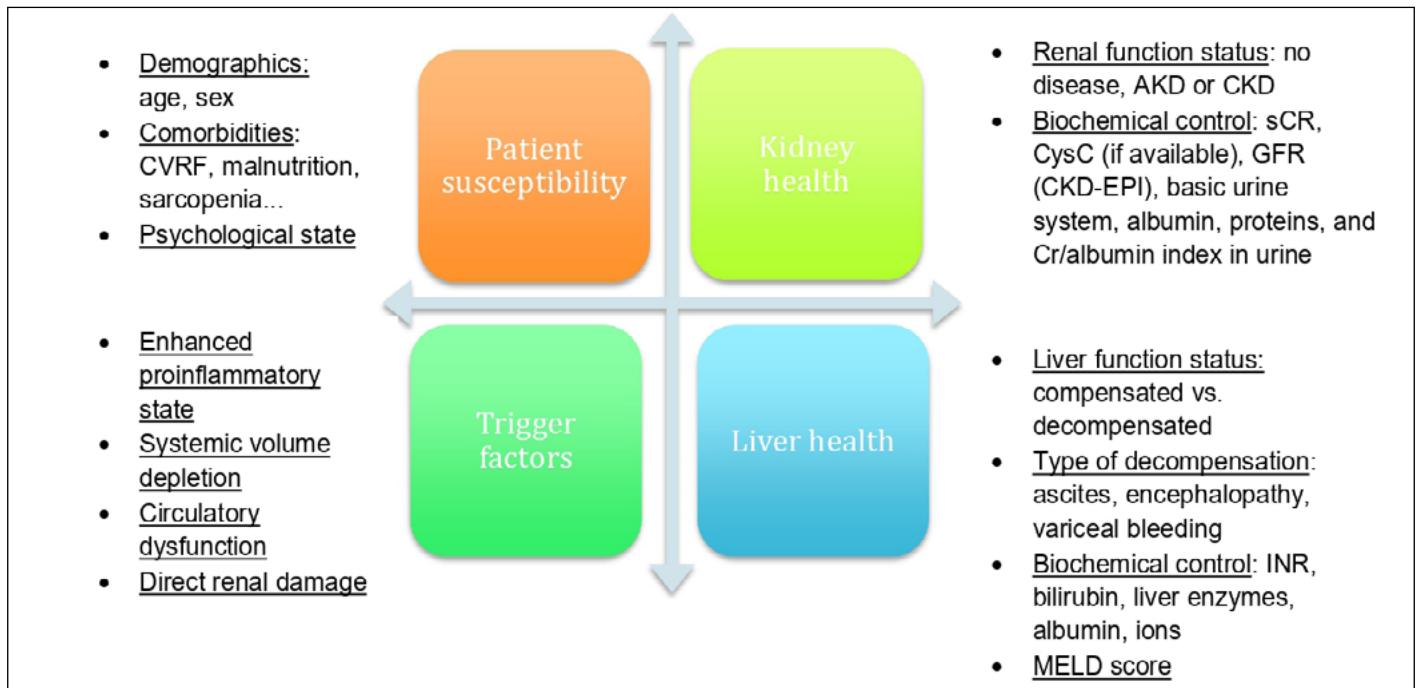 • Demographics:
age, sex
• Comorbidities:
CVRF, malnutrition,
sarcopenia...
• Psychological state
Patient
susceptibility
Kidney
health
• Renal function status: no
disease, AKD or CKD
• Biochemical control: sCR,
CysC (if available), GFR
(CKD-EPI), basic urine
system, albumin, proteins, and
Cr/albumin index in urine
• Enhanced
proinflammatory
state
• Systemic volume
depletion
• Circulatory
dysfunction
• Direct renal damage
Trigger
factors
Liver health
• Liver function status:
compensated vs.
decompensated
• Type of decompensation:
ascites, encephalopathy,
variceal bleeding
• Biochemical control: INR,
bilirubin, liver enzymes,
albumin, ions
• MELD score